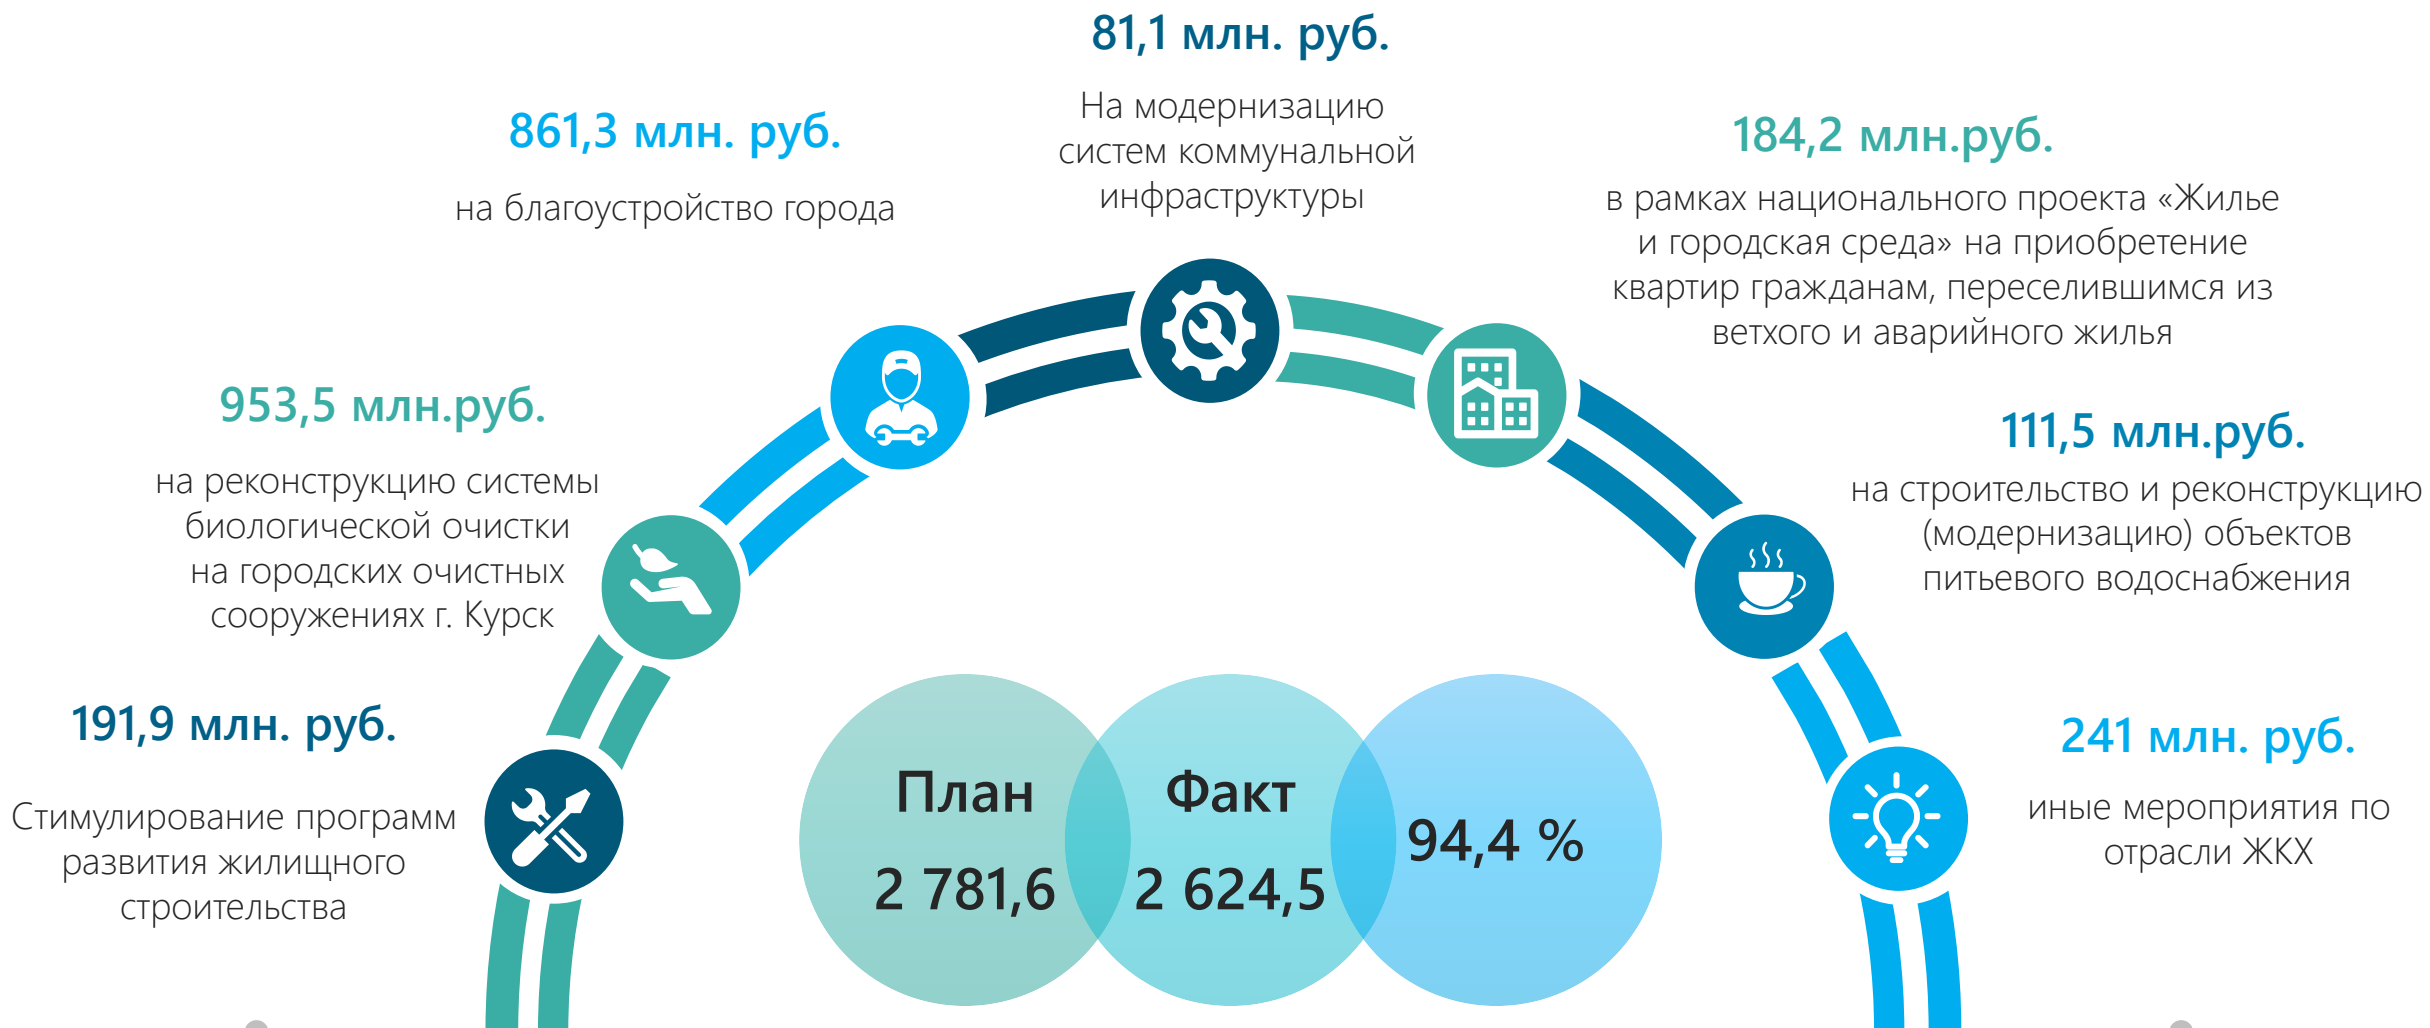 81,1 млн. руб.
На модернизацию
систем коммунальной
инфраструктуры
861,3 млн. руб.
на благоустройство города
184,2 млн.руб.
в рамках национального проекта «Жилье
и городская среда» на приобретение
квартир гражданам, переселившимся из
ветхого и аварийного жилья
953,5 млн.руб.
на реконструкцию системы
биологической очистки
на городских очистных
сооружениях г. Курск
111,5 млн.руб.
на строительство и реконструкцию
(модернизацию) объектов
питьевого водоснабжения
191,9 млн. руб.
Стимулирование программ
развития жилищного
строительства
241 млн. руб.
иные мероприятия по
отрасли ЖКХ
План
2 781,6
Факт
2 624,5
94,4 %